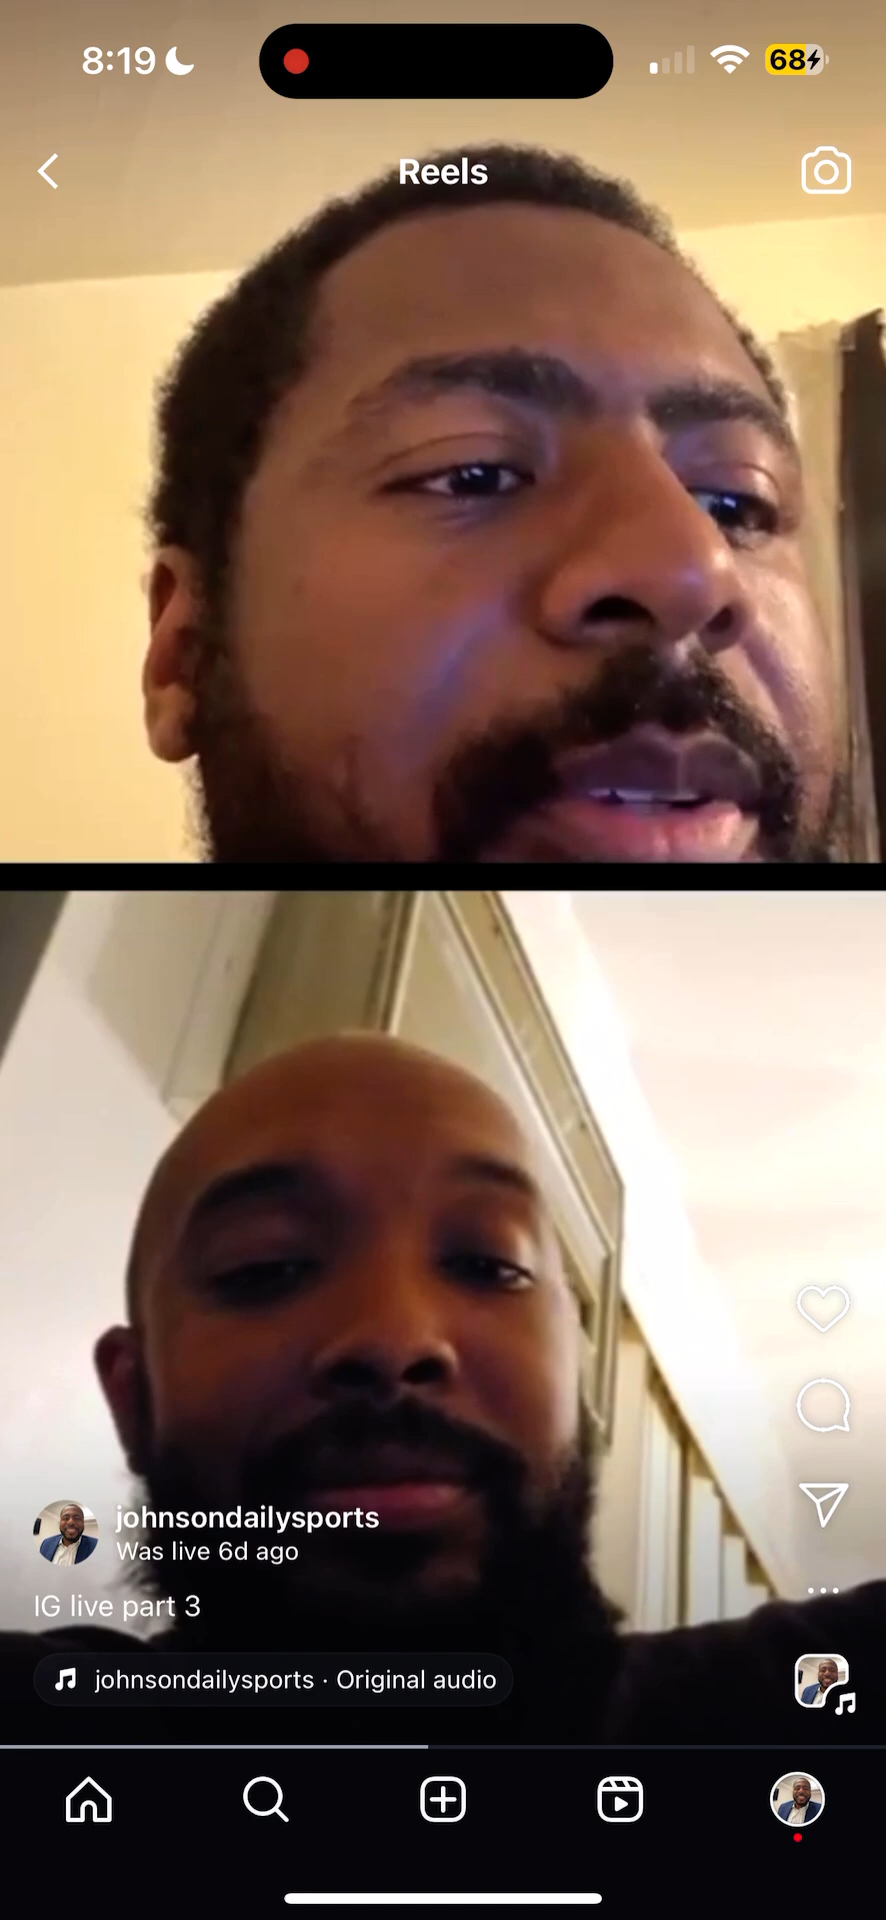 8:19
68
Reels
johnsondailysports
Was live 6d ago
IG live part 3
johnsondailysports · Original audio